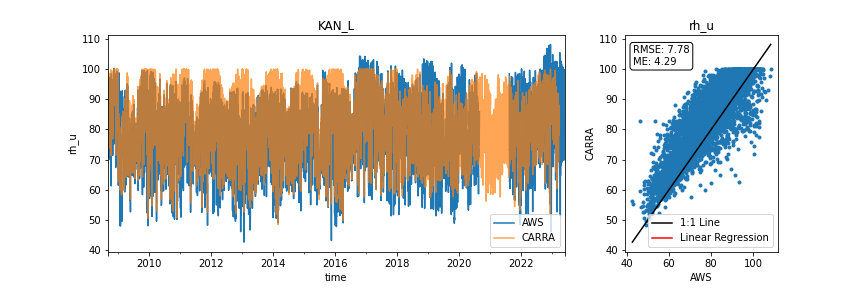 KAN_L
rh_u
110
100
90
80
70
60
50
40
rh_u
AWS
CARRA
2010
2012
2014
2016
2018
2020
2022
time
rh_u
RMSE: 7.78
ME: 4.29
110
100
90
80
70
60
50
40
CARRA
1:1 Line
Linear Regression
40
60
80
100
AWS